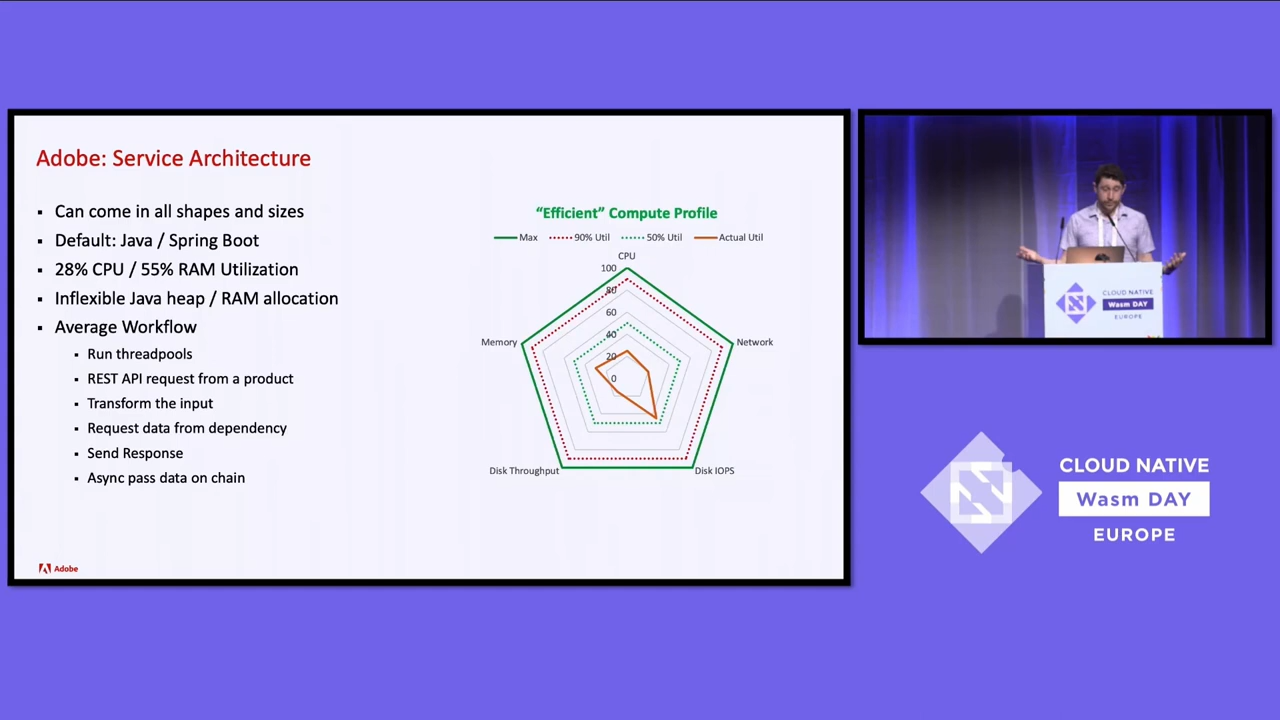 Adobe: Service Architecture
Can come in all shapes and sizes
Default: Java / Spring Boot
28% CPU / 55% RAM Utilization
Inflexible Java heap / RAM allocation
Average Workflow
Run threadpools
REST API request from a product
Transform the input
Request data from dependency
Send Response
Async pass data on chain
Adobe
“Efficient” Compute Profile
Max 90% Util 50% Util Actual Util
CPU
100
80
60
40
20
0
Memory
Network
Disk Throughput
Disk IOPS
CLOUD NATIVE
Wasm DAY
EUROPE
CLOUD NATIVE
Wasm DAY
EUROPE